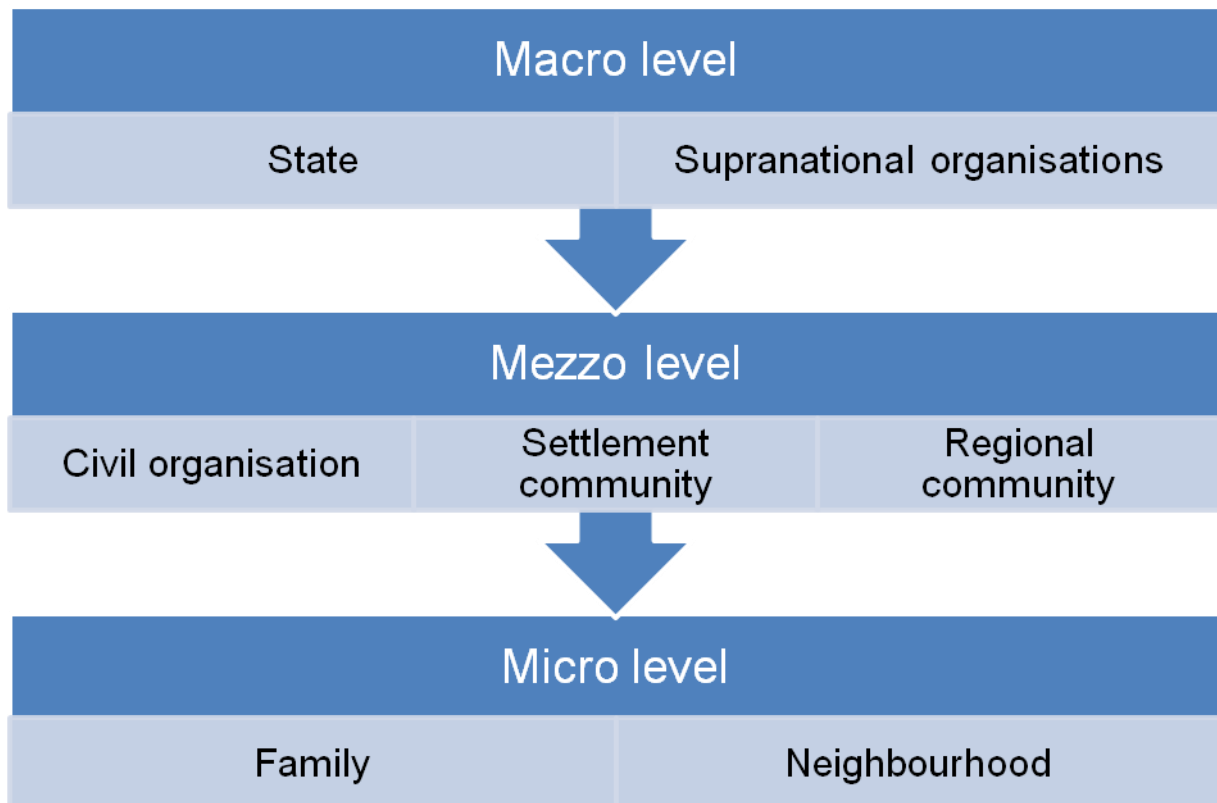 Macro level
State
Supranational organisations
Mezzo level
Civil organisation
Settlement
community
Regional
community
Micro level
Family
Neighbourhood